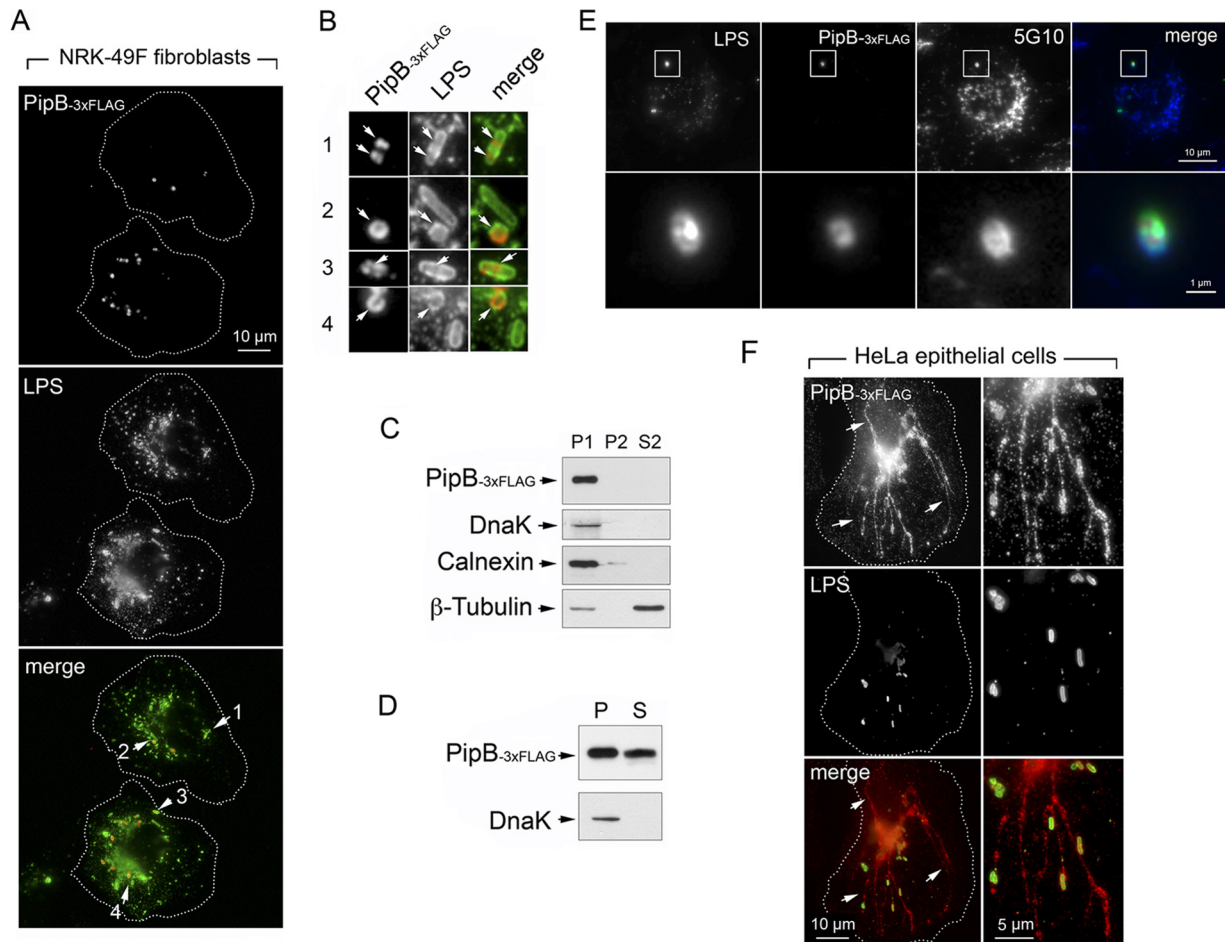 A
NRK-49F fibroblasts
PipB-3xFLAG
10 µm
LPS
merge
1
2
3
4
B
PipB-3xFLAG LPS merge
1
2
3
4
C
P1 P2 S2
PipB-3xFLAG
DnaK
Calnexin
β-Tubulin
D
P S
PipB-3xFLAG
DnaK
E
LPS PipB-3xFLAG 5G10 merge
10 µm
1 µm
F
HeLa epithelial cells
PipB-3xFLAG
LPS
merge
10 µm 5 µm